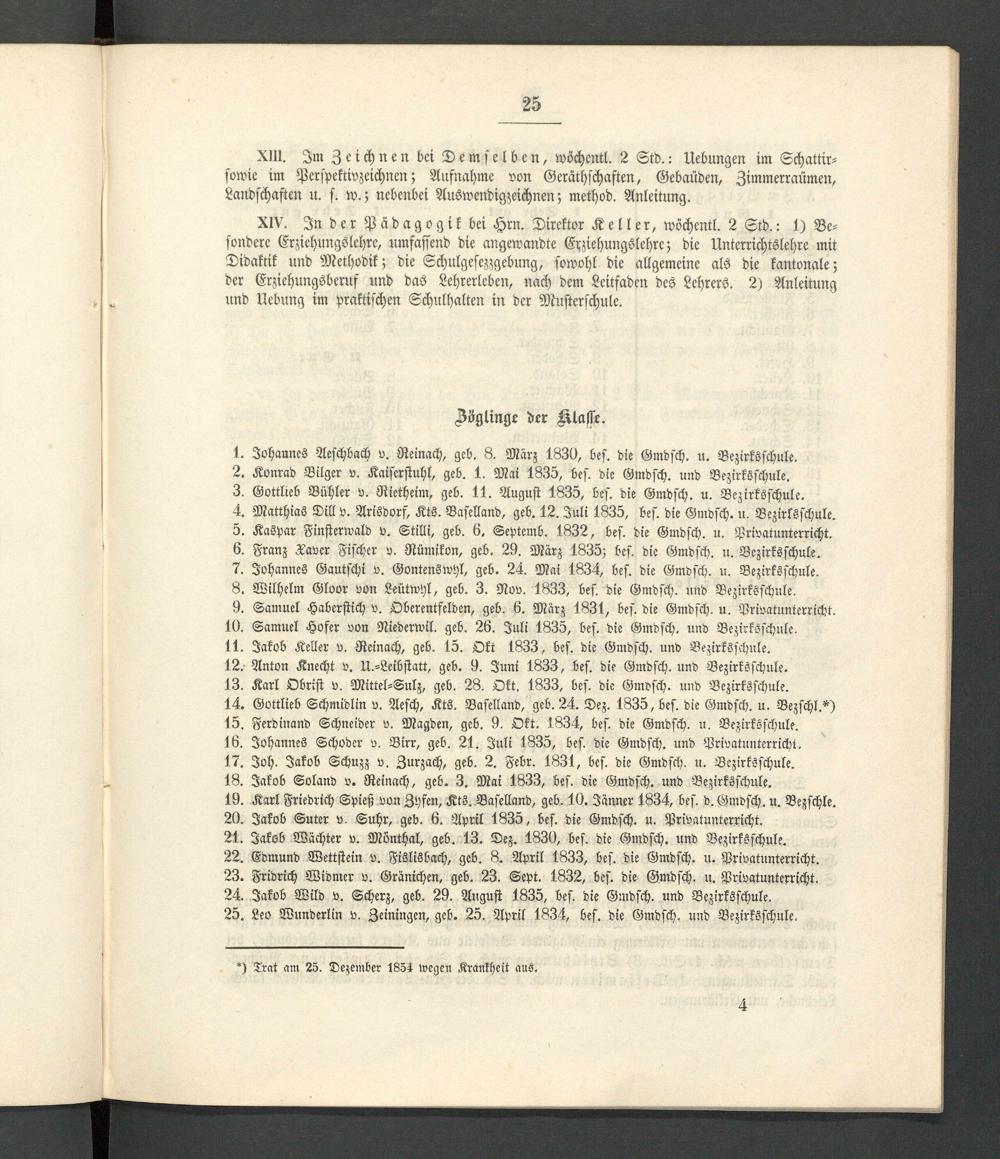 25
XIII. Im Zeichnen bei Demselben, wöchentl. 2 Std.: Uebungen im Schattir-
sowie im Perspektivzeichnen; Aufnahme von Geräthschaften, Gebaüden, Zimmerraümen,
Landschaften u. s. w.; nebenbei Auswendigzeichnen; method. Anleitung.
XIV. In der Pädagogik bei Hrn. Direktor Keller, wöchentl. 2 Std.: 1) Be-
sondere Erziehungslehre, umfassend die angewandte Erziehungslehre; die Unterrichtslehre mit
Didaktik und Methodik; die Schulgesezzgebung, sowohl die allgemeine als die kantonale;
der Erziehungsberuf und das Lehrerleben, nach dem Leitfaden des Lehrers. 2) Anleitung
und Uebung im praktischen Schulhalten in der Musterschule.
Zöglinge der Klasse.
1. Johannes Aeschbach v. Reinach, geb. 8. März 1830, bes. die Gmdsch. u. Bezirksschule.
2. Konrad Bilger v. Kaiserstuhl, geb. 1. Mai 1835, bes. die Gmdsch. und Bezirksschule.
3. Gottlieb Bühler v. Rietheim, geb. 11. August 1835, bes. die Gmdsch. u. Bezirksschule.
4. Matthias Dill v. Arisdorf, Kts. Baselland, geb. 12. Juli 1835, bes. die Gmdsch. u. Bezirksschule.
5. Kaspar Finsterwald v. Stilli, geb. 6. Septemb. 1832, bes. die Gmdsch. u. Privatunterricht.
6. Franz Xaver Fischer v. Rümikon, geb. 29. März 1835; bes. die Gmdsch. u. Bezirksschule.
7. Johannes Gautschi v. Gontenswyl, geb. 24. Mai 1834, bes. die Gmdsch. u. Bezirksschule.
8. Wilhelm Gloor von Leütwyl, geb. 3. Nov. 1833, bes. die Gmdsch. und Bezirksschule.
9. Samuel Haberstich v. Oberentfelden, geb. 6. März 1831, bes. die Gmdsch. u. Privatunterricht.
10. Samuel Hofer von Niederwil. geb. 26. Juli 1835, bes. die Gmdsch. und Bezirksschule.
11. Jakob Keller v. Reinach, geb. 15. Okt 1833, bes. die Gmdsch. und Bezirksschule.
12. Anton Knecht v. U.-Leibstatt, geb. 9. Juni 1833, bes. die Gmdsch. und Bezirksschule.
13. Karl Obrist v. Mittel-Sulz, geb. 28. Okt. 1833, bes. die Gmdsch. und Bezirksschule.
14. Gottlieb Schmidlin v. Aesch, Kts. Baselland, geb. 24. Dez. 1835, bes. die Gmdsch. u. Bezschl.*)
15. Ferdinand Schneider v. Magden, geb. 9. Okt. 1834, bes. die Gmdsch. u. Bezirksschule.
16. Johannes Schoder v. Birr, geb. 21. Juli 1835, bes. die Gmdsch. und Privatunterricht.
17. Joh. Jakob Schuzz v. Zurzach, geb. 2. Febr. 1831, bes. die Gmdsch. u. Bezirksschule.
18. Jakob Soland v. Reinach, geb. 3. Mai 1833, bes. die Gmdsch. und Bezirksschule.
19. Karl Friedrich Spieß von Zyfen, Kts. Baselland, geb. 10. Jänner 1834, bes. d. Gmdsch. u. Bezschle.
20. Jakob Suter v. Suhr, geb. 6. April 1835, bes. die Gmdsch. u. Privatunterricht.
21. Jakob Wächter v. Mönthal, geb. 13. Dez. 1830, bes. die Gmdsch. und Bezirksschule.
22. Edmund Wettstein v. Fislisbach, geb. 8. April 1833, bes. die Gmdsch. u. Privatunterricht.
23. Fridrich Widmer v. Gränichen, geb. 23. Sept. 1832, bes. die Gmdsch. u. Privatunterricht.
24. Jakob Wild v. Scherz, geb. 29. August 1835, bes. die Gmdsch. und Bezirksschule.
25. Leo Wunderlin v. Zeiningen, geb. 25. April 1834, bes. die Gmdsch. und Bezirksschule.
*) Trat am 25. Dezember 1854 wegen Krankheit aus.
4